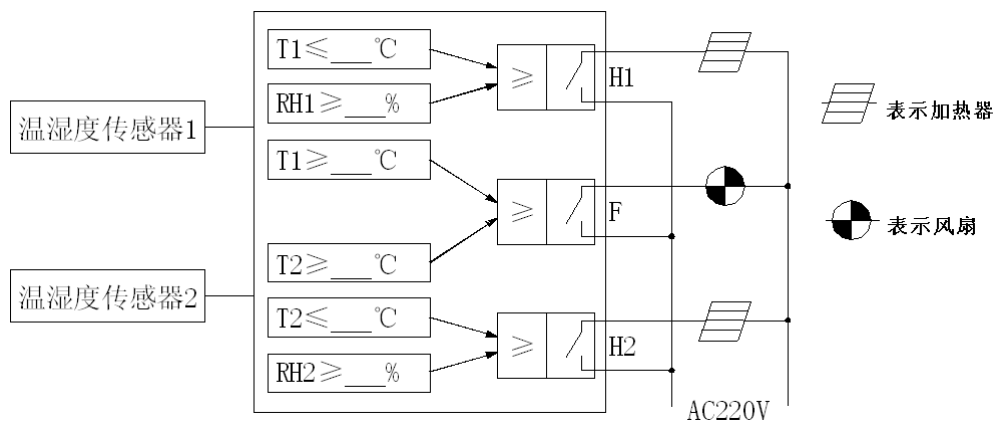 T1≤___℃
RH1≥___%
T1≥___℃
T2≥___℃
T2≤___℃
RH2≥___%
温湿度传感器1
温湿度传感器2
≥
H1
≥
F
≥
H2
AC220V
表示加热器
表示风扇